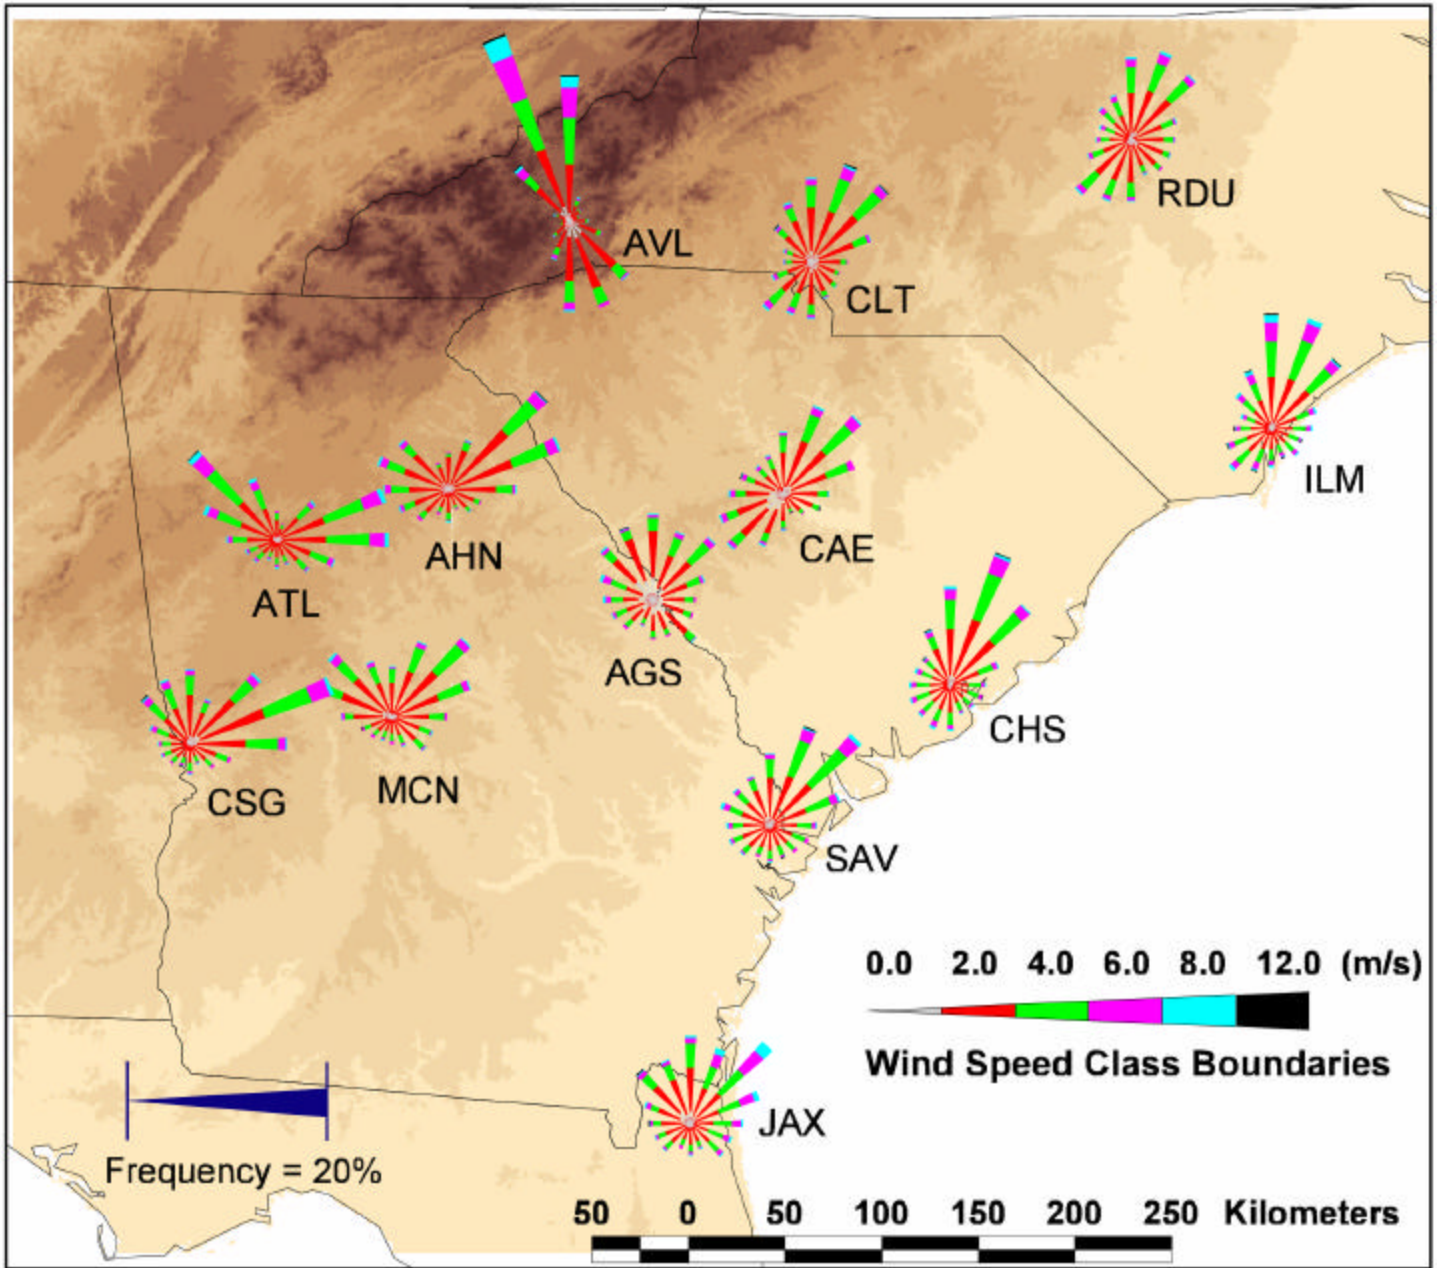 RDU
AVL
CLT
ILM
AHN
CAE
ATL
AGS
CHS
MCN
CSG
SAV
0.0 2.0 4.0 6.0 8.0 12.0 (m/s)
Wind Speed Class Boundaries
JAX
Frequency = 20%
50 0 50 100 150 200 250 Kilometers